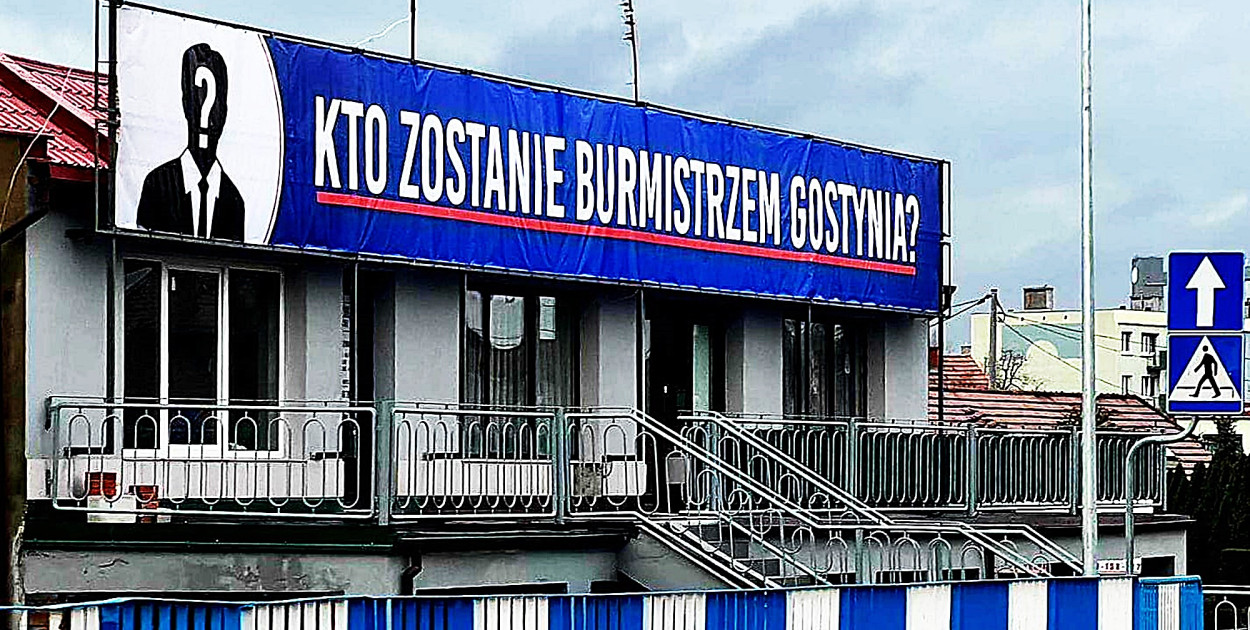 ?
KTO ZOSTANIE BURMISTRZEM GOSTYNIA?